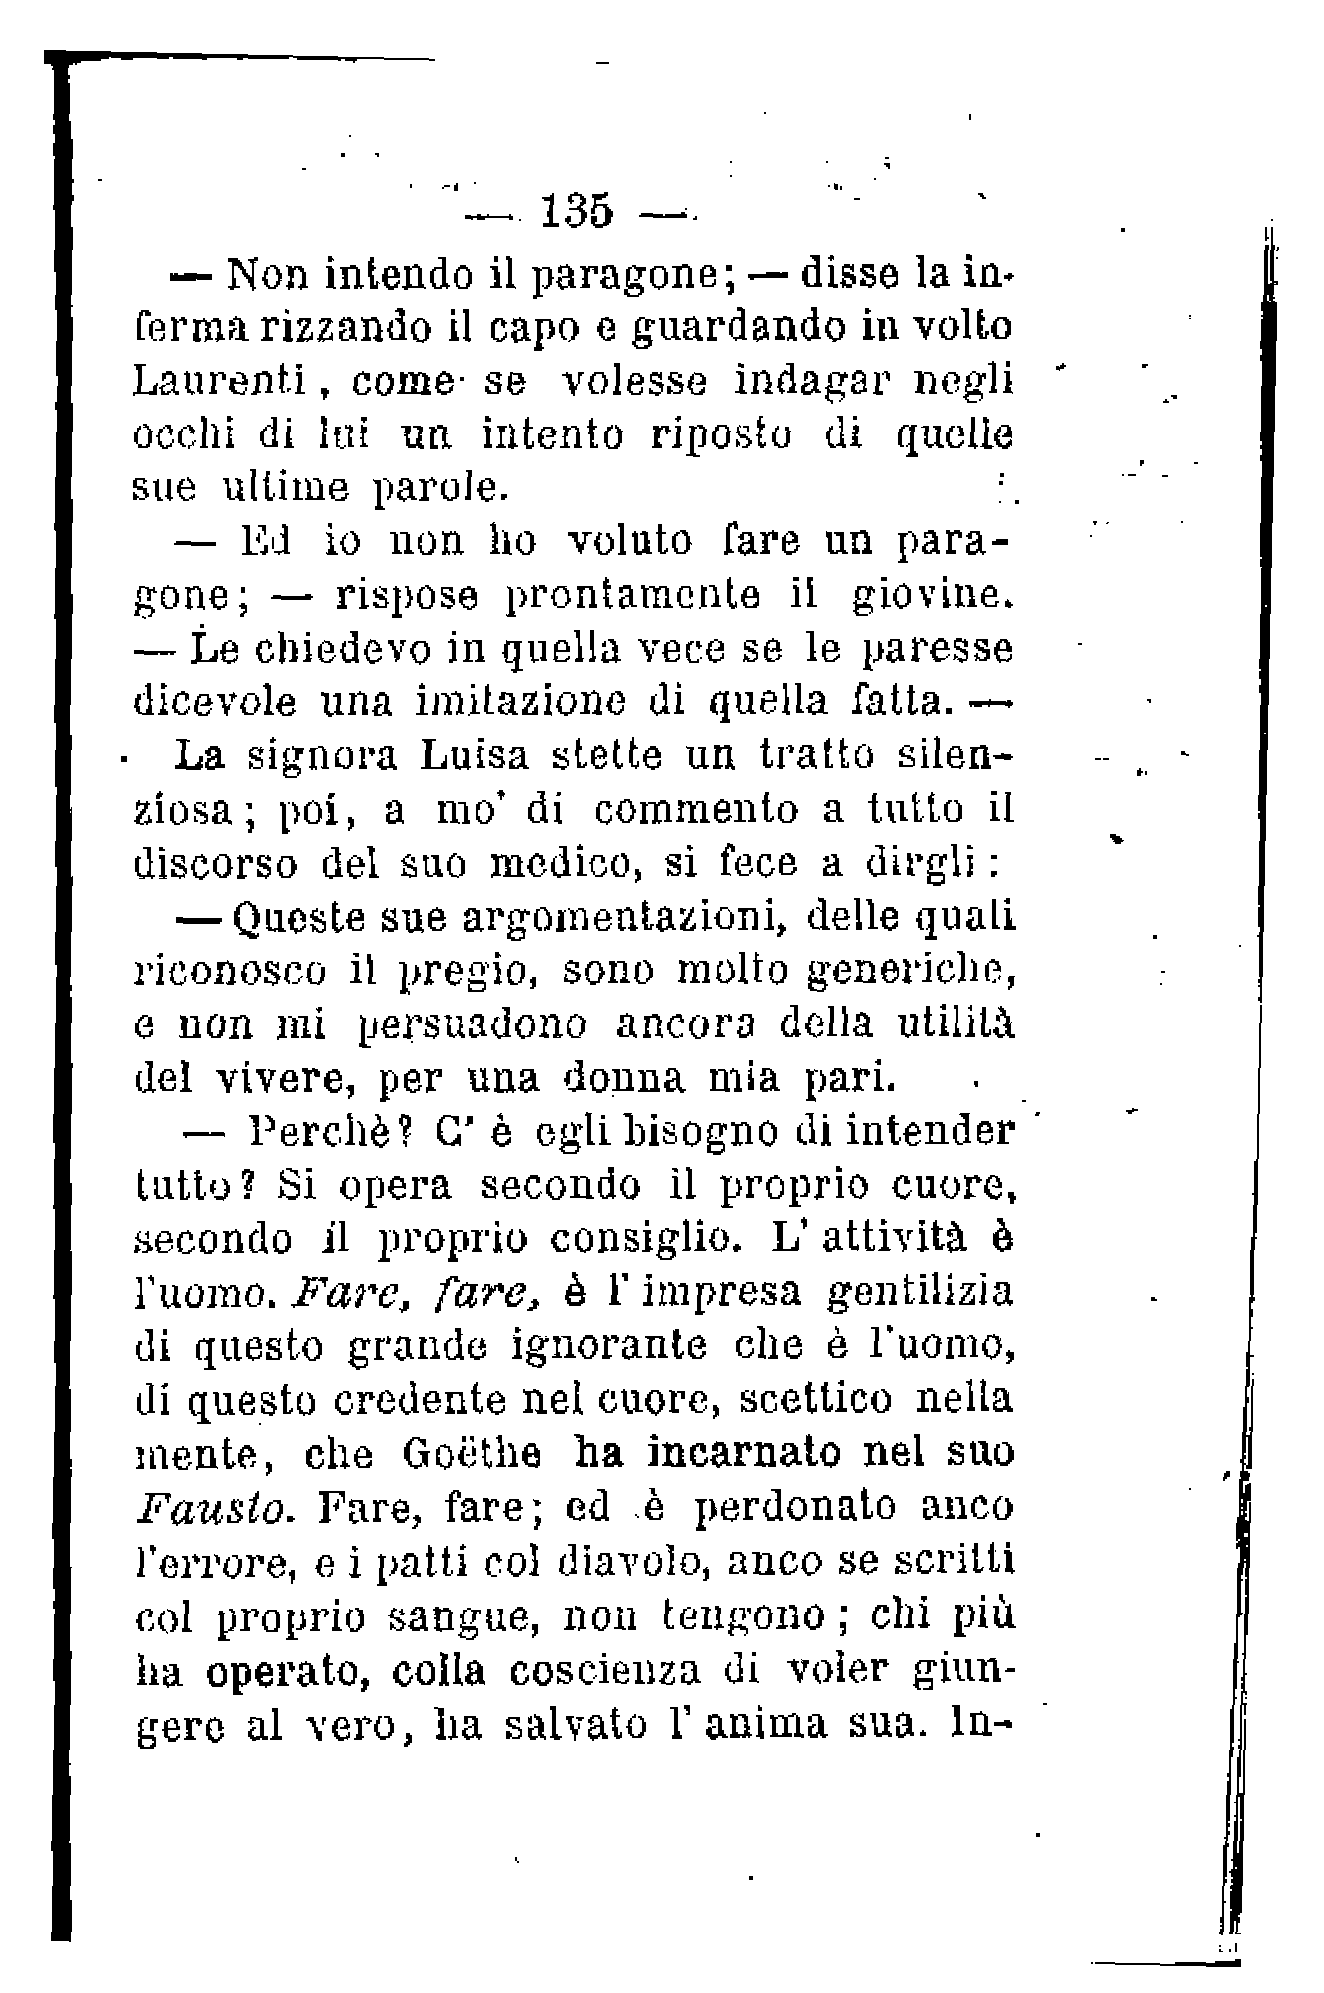 — 135 —
— Non intendo il paragone; — disse la in-
ferma rizzando il capo e guardando in volto
Laurenti, come se volesse indagar negli
occhi di lui un intento riposto di quelle
sue ultime parole.
— Ed io non ho voluto fare un para-
gone; — rispose prontamente il giovine.
— Le chiedevo in quella vece se le paresse
dicevole una imitazione di quella fatta. —
La signora Luisa stette un tratto silen-
ziosa; poi, a mo' di commento a tutto il
discorso del suo medico, si fece a dirgli:
— Queste sue argomentazioni, delle quali
riconosco il pregio, sono molto generiche,
e non mi persuadono ancora della utilità
del vivere, per una donna mia pari.
— Perchè? C' è egli bisogno di intender
tutto? Si opera secondo il proprio cuore,
secondo il proprio consiglio. L' attività è
l'uomo. Fare, fare, è l' impresa gentilizia
di questo grande ignorante che è l'uomo,
di questo credente nel cuore, scettico nella
mente, che Goëthe ha incarnato nel suo
Fausto. Fare, fare; ed è perdonato anco
l'errore, e i patti col diavolo, anco se scritti
col proprio sangue, non tengono; chi più
ha operato, colla coscienza di voler giun-
gere al vero, ha salvato l' anima sua. In-